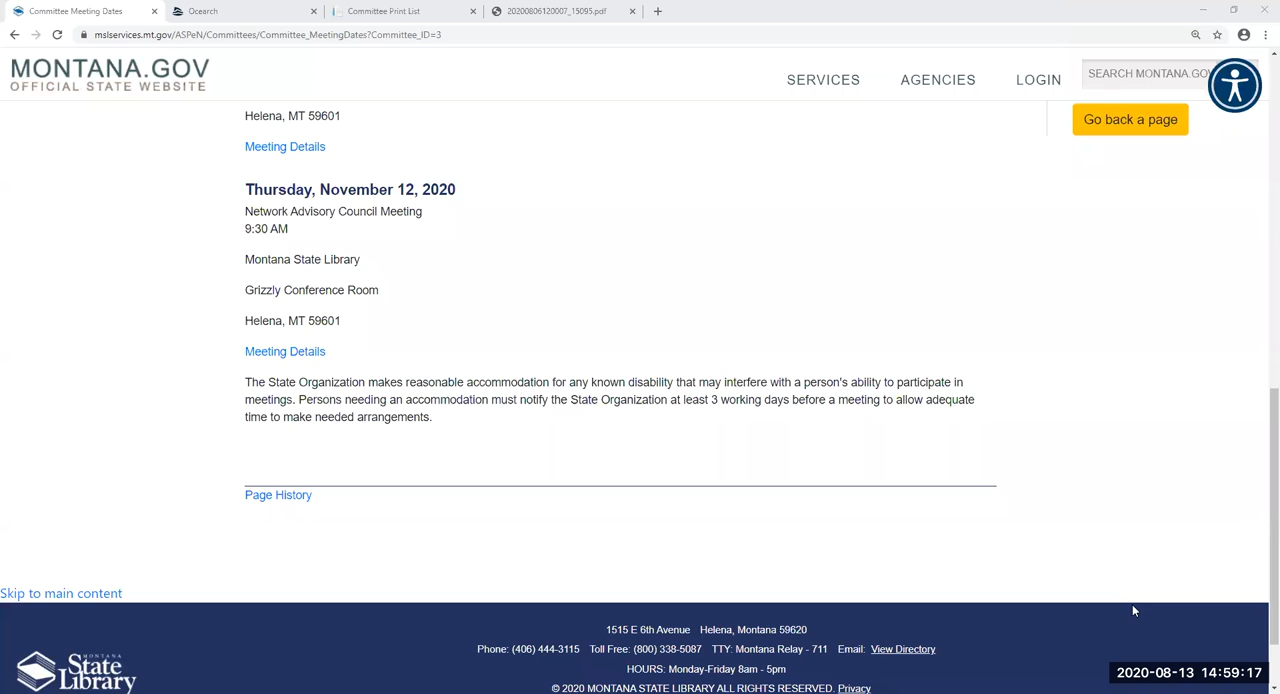 Committee Meeting Dates
Ocearch
Committee Print List
20200806120007_15095.pdf
mslservices.mt.gov/ASPeN/Committees/Committee_MeetingDates?Committee_ID=3
MONTANA.GOV
OFFICIAL STATE WEBSITE
SERVICES
AGENCIES
LOGIN
SEARCH MONTANA.GOV
Helena, MT 59601
Go back a page
Meeting Details
Thursday, November 12, 2020
Network Advisory Council Meeting
9:30 AM
Montana State Library
Grizzly Conference Room
Helena, MT 59601
Meeting Details
The State Organization makes reasonable accommodation for any known disability that may interfere with a person's ability to participate in
meetings. Persons needing an accommodation must notify the State Organization at least 3 working days before a meeting to allow adequate
time to make needed arrangements.
Page History
Skip to main content
1515 E 6th Avenue Helena, Montana 59620
Phone: (406) 444-3115 Toll Free: (800) 338-5087 TTY: Montana Relay - 711 Email: View Directory
HOURS: Monday-Friday 8am - 5pm
© 2020 MONTANA STATE LIBRARY ALL RIGHTS RESERVED. Privacy
MONTANA
State
Library
2020-08-13 14:59:17